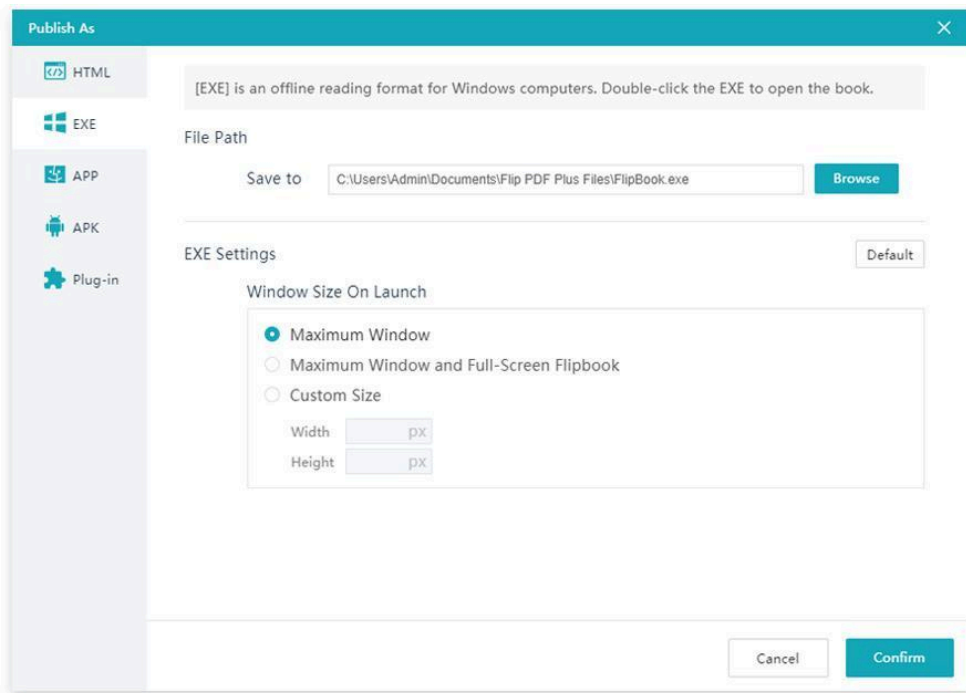 Publish As
HTML
EXE
APP
APK
Plug-in
[EXE] is an offline reading format for Windows computers. Double-click the EXE to open the book.
File Path
Save to C:\Users\Admin\Documents\Flip PDF Plus Files\FlipBook.exe Browse
EXE Settings Default
Window Size On Launch
Maximum Window
Maximum Window and Full-Screen Flipbook
Custom Size
Width px
Height px
Cancel Confirm